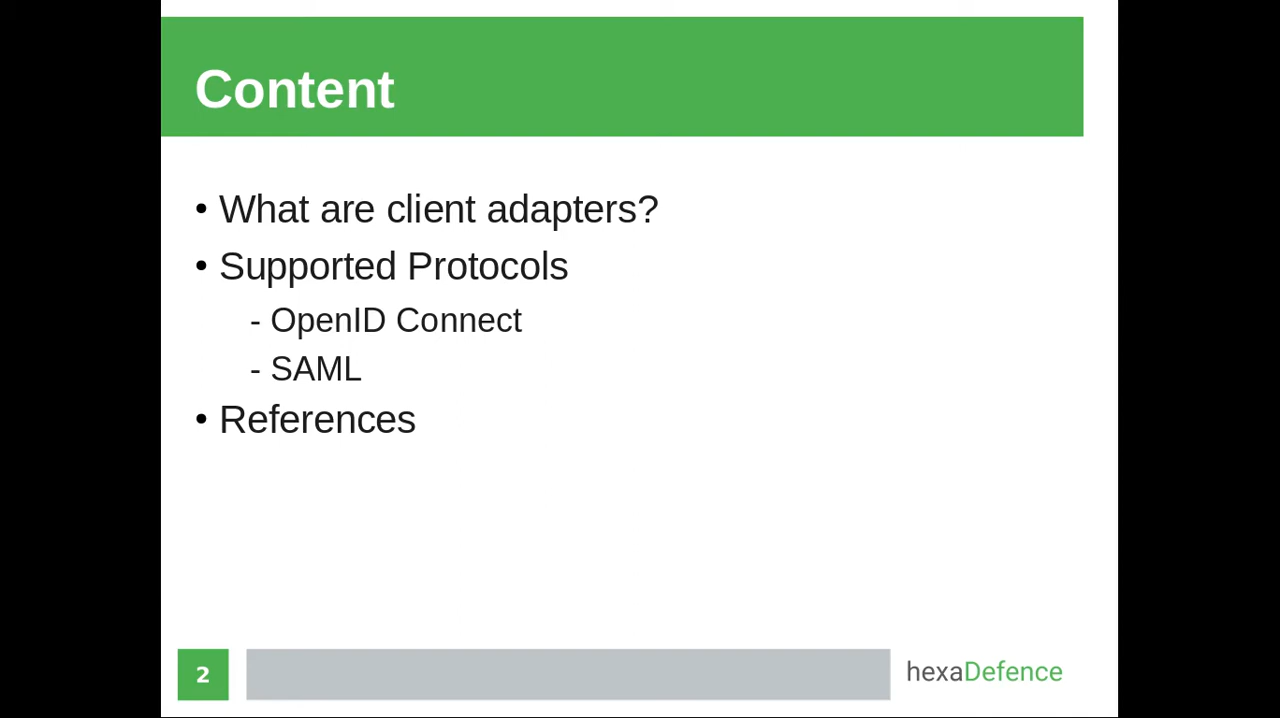 Content
• What are client adapters?
• Supported Protocols
- OpenID Connect
- SAML
• References
2
hexaDefence